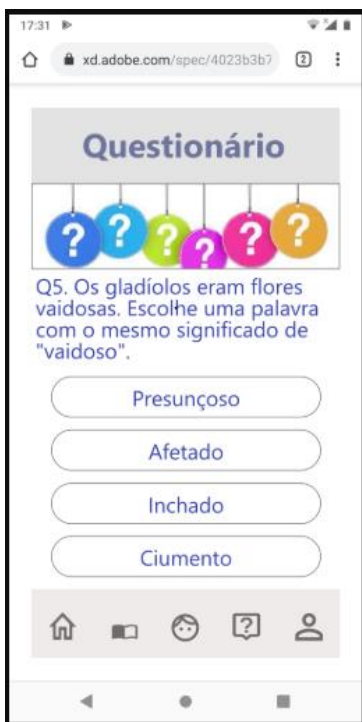 17:31
xd.adobe.com/spec/4023b3b7
2
Questionário
? ? ? ? ? ?
Q5. Os gladíolos eram flores
vaidosas. Escolhe uma palavra
com o mesmo significado de
"vaidoso".
Presunçoso
Afetado
Inchado
Ciumento
?